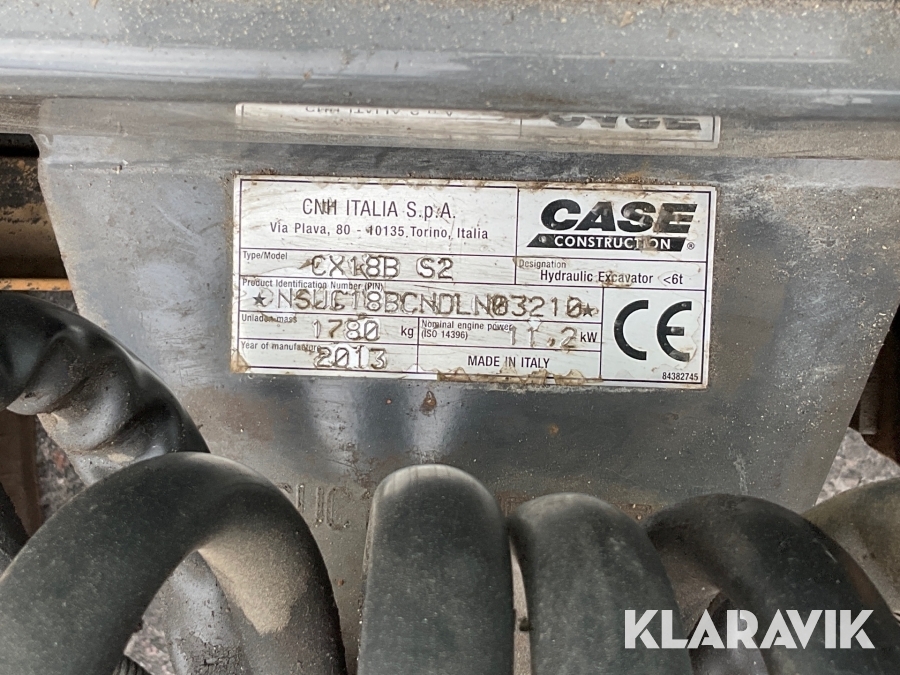 CNH ITALIA S.p.A.
Via Plava, 80 - 10135, Torino, Italia
CASE
CONSTRUCTION®
Type/Model CX18B S2
Designation
Hydraulic Excavator <6t
Product Identification Number (PIN)
★NSUC18BCNDLN03210★
Unladen mass 1780 kg
Nominal engine power (ISO 14396) 11,2 kW
CE
Year of manufacture 2013
MADE IN ITALY
84382745
KLARAVIK